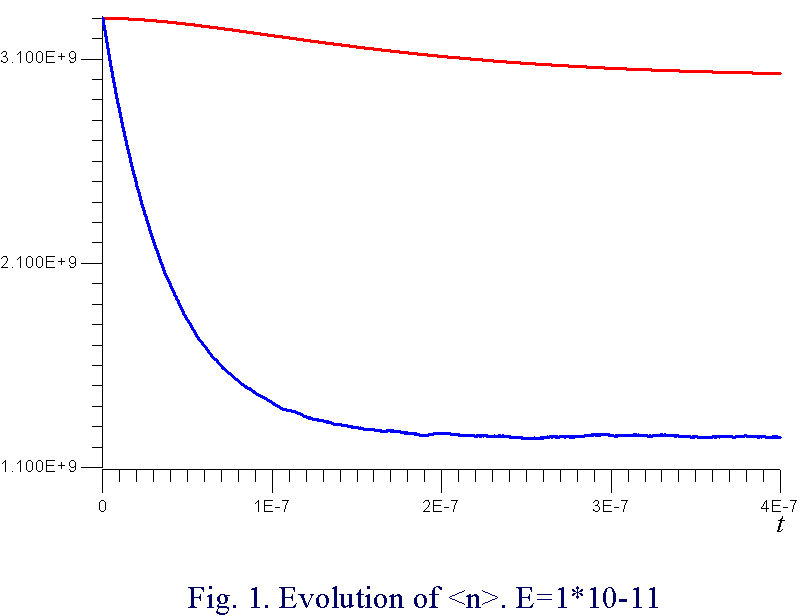 3.100E+9
2.100E+9
1.100E+9
0 1E-7 2E-7 3E-7 4E-7
t
Fig. 1. Evolution of <n>. E=1*10-11